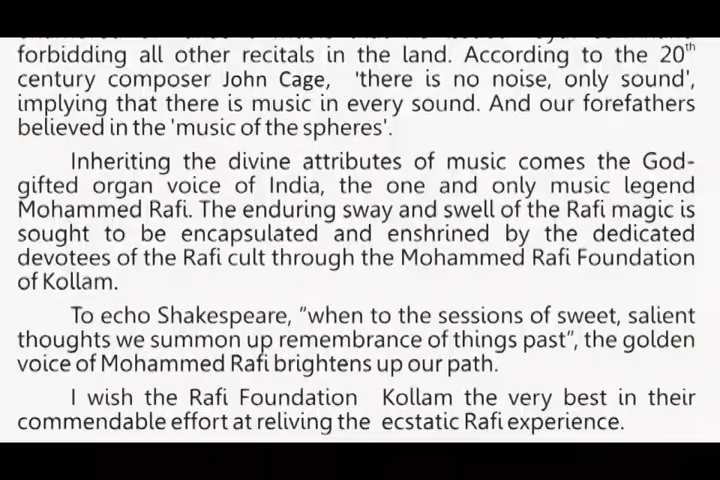 forbidding all other recitals in the land. According to the 20th
century composer John Cage, 'there is no noise, only sound',
implying that there is music in every sound. And our forefathers
believed in the 'music of the spheres'.
Inheriting the divine attributes of music comes the God-
gifted organ voice of India, the one and only music legend
Mohammed Rafi. The enduring sway and swell of the Rafi magic is
sought to be encapsulated and enshrined by the dedicated
devotees of the Rafi cult through the Mohammed Rafi Foundation
of Kollam.
To echo Shakespeare, "when to the sessions of sweet, salient
thoughts we summon up remembrance of things past", the golden
voice of Mohammed Rafi brightens up our path.
I wish the Rafi Foundation Kollam the very best in their
commendable effort at reliving the ecstatic Rafi experience.